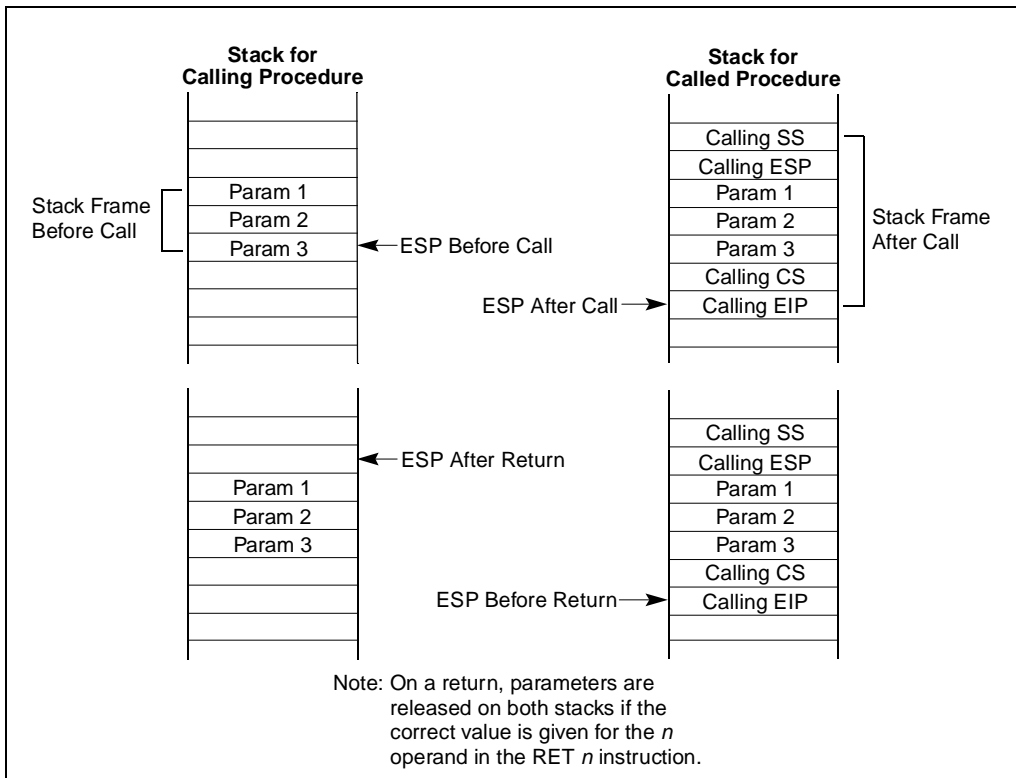 Stack for
Calling Procedure
Stack for
Called Procedure
Stack Frame
Before Call
Param 1
Param 2
Param 3
ESP Before Call
ESP After Call
Calling SS
Calling ESP
Param 1
Param 2
Param 3
Calling CS
Calling EIP
Stack Frame
After Call
ESP After Return
Param 1
Param 2
Param 3
ESP Before Return
Calling SS
Calling ESP
Param 1
Param 2
Param 3
Calling CS
Calling EIP
Note: On a return, parameters are
released on both stacks if the
correct value is given for the n
operand in the RET n instruction.